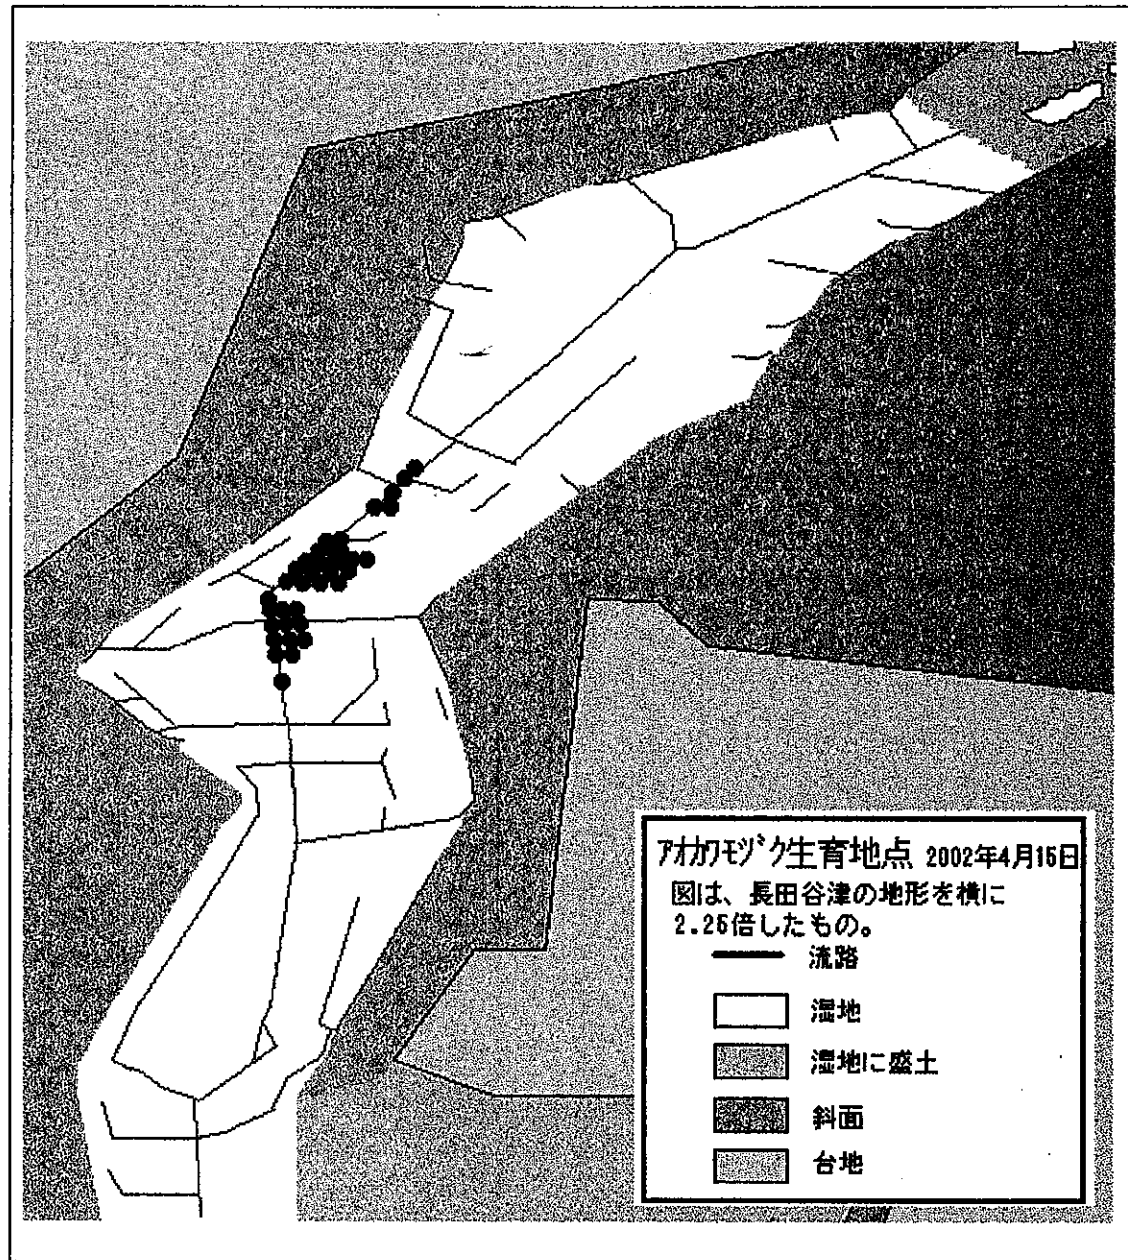 アオカワモジク生育地点 2002年4月15日
図は、長田谷津の地形を横に
2.25倍したもの。
流路
湿地
湿地に盛土
斜面
台地